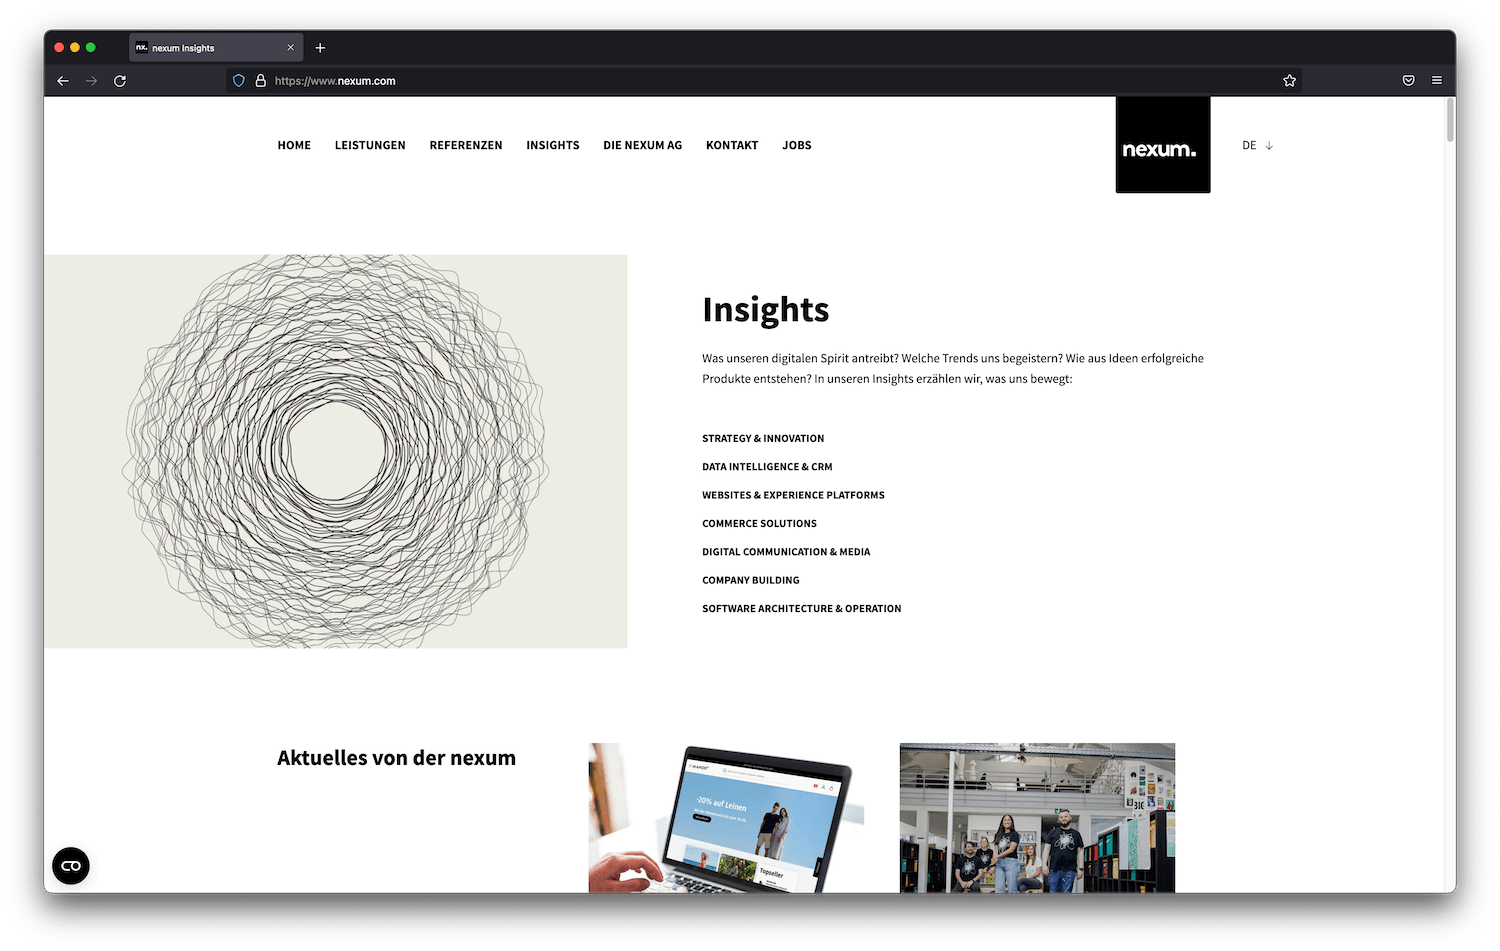 nx. nexum Insights
https://www.nexum.com
HOME LEISTUNGEN REFERENZEN INSIGHTS DIE NEXUM AG KONTAKT JOBS
nexum.
DE
Insights
Was unseren digitalen Spirit antreibt? Welche Trends uns begeistern? Wie aus Ideen erfolgreiche
Produkte entstehen? In unseren Insights erzählen wir, was uns bewegt:
STRATEGY & INNOVATION
DATA INTELLIGENCE & CRM
WEBSITES & EXPERIENCE PLATFORMS
COMMERCE SOLUTIONS
DIGITAL COMMUNICATION & MEDIA
COMPANY BUILDING
SOFTWARE ARCHITECTURE & OPERATION
Aktuelles von der nexum
-20% auf Leinen
Topseller
BIG